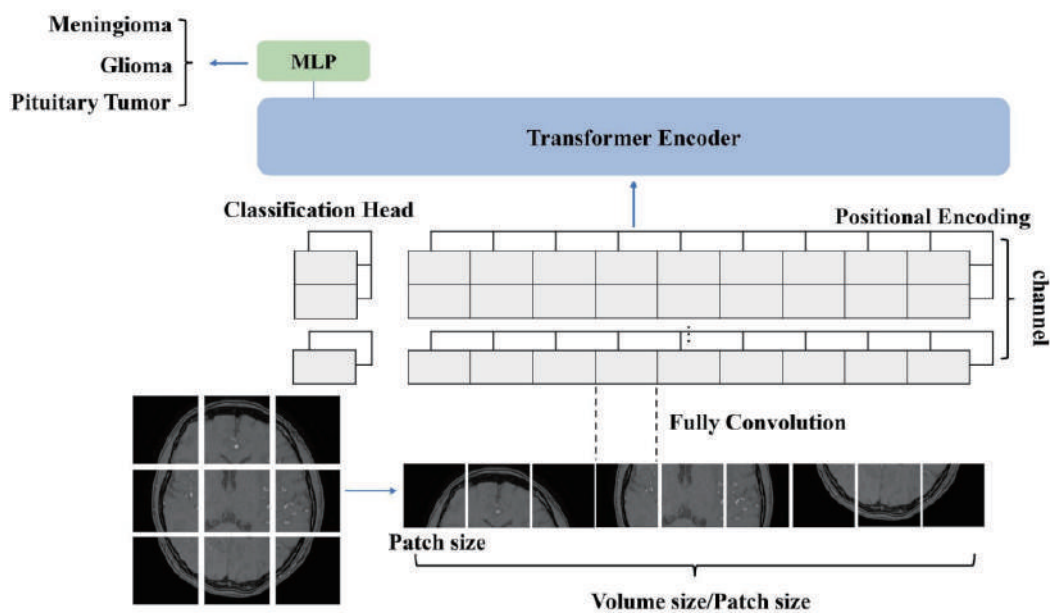 Meningioma
MLP
Glioma
Pituitary Tumor
Transformer Encoder
Classification Head
Positional Encoding
channel
Fully Convolution
Patch size
Volume size/Patch size